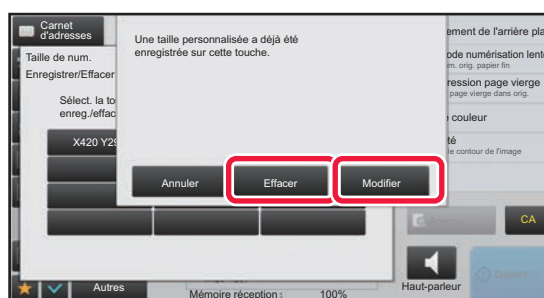 Carnet
d'adresses
Taille de num.
Enregistrer/Effacer
Sélect. la to
enreg./effac
X420 Y29
Une taille personnalisée a déjà été
enregistrée sur cette touche.
Annuler
Effacer
Modifier
ement de l'arrière pla
ode numérisation lent
m. orig. papier fin
ression page vierge
page vierge dans orig.
couleur
té
le contour de l'image
CA
Haut-parleur
Départ
Autres
Mémoire réception :
100%